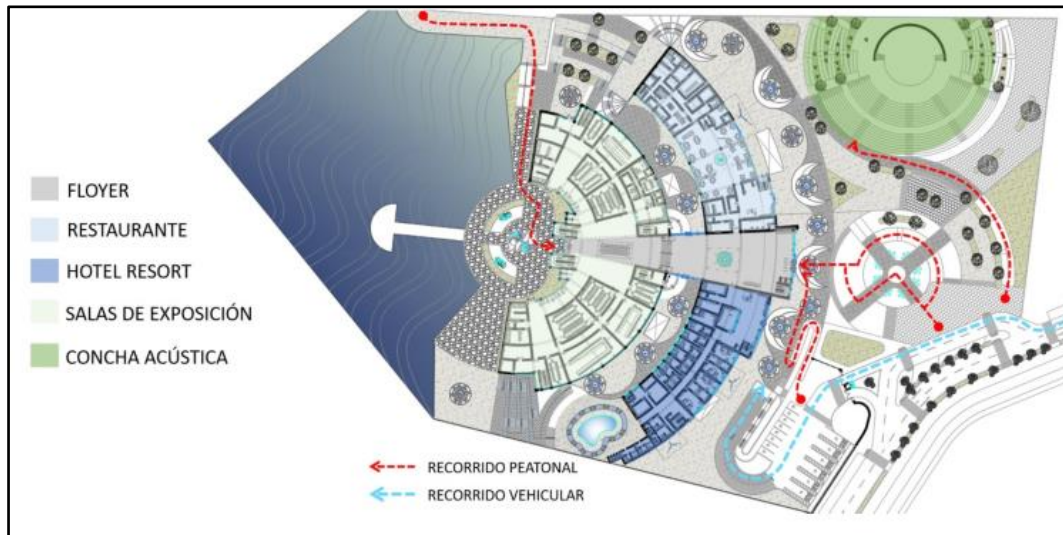 FLOYER
RESTAURANTE
HOTEL RESORT
SALAS DE EXPOSICIÓN
CONCHA ACÚSTICA
RECORRIDO PEATONAL
RECORRIDO VEHICULAR